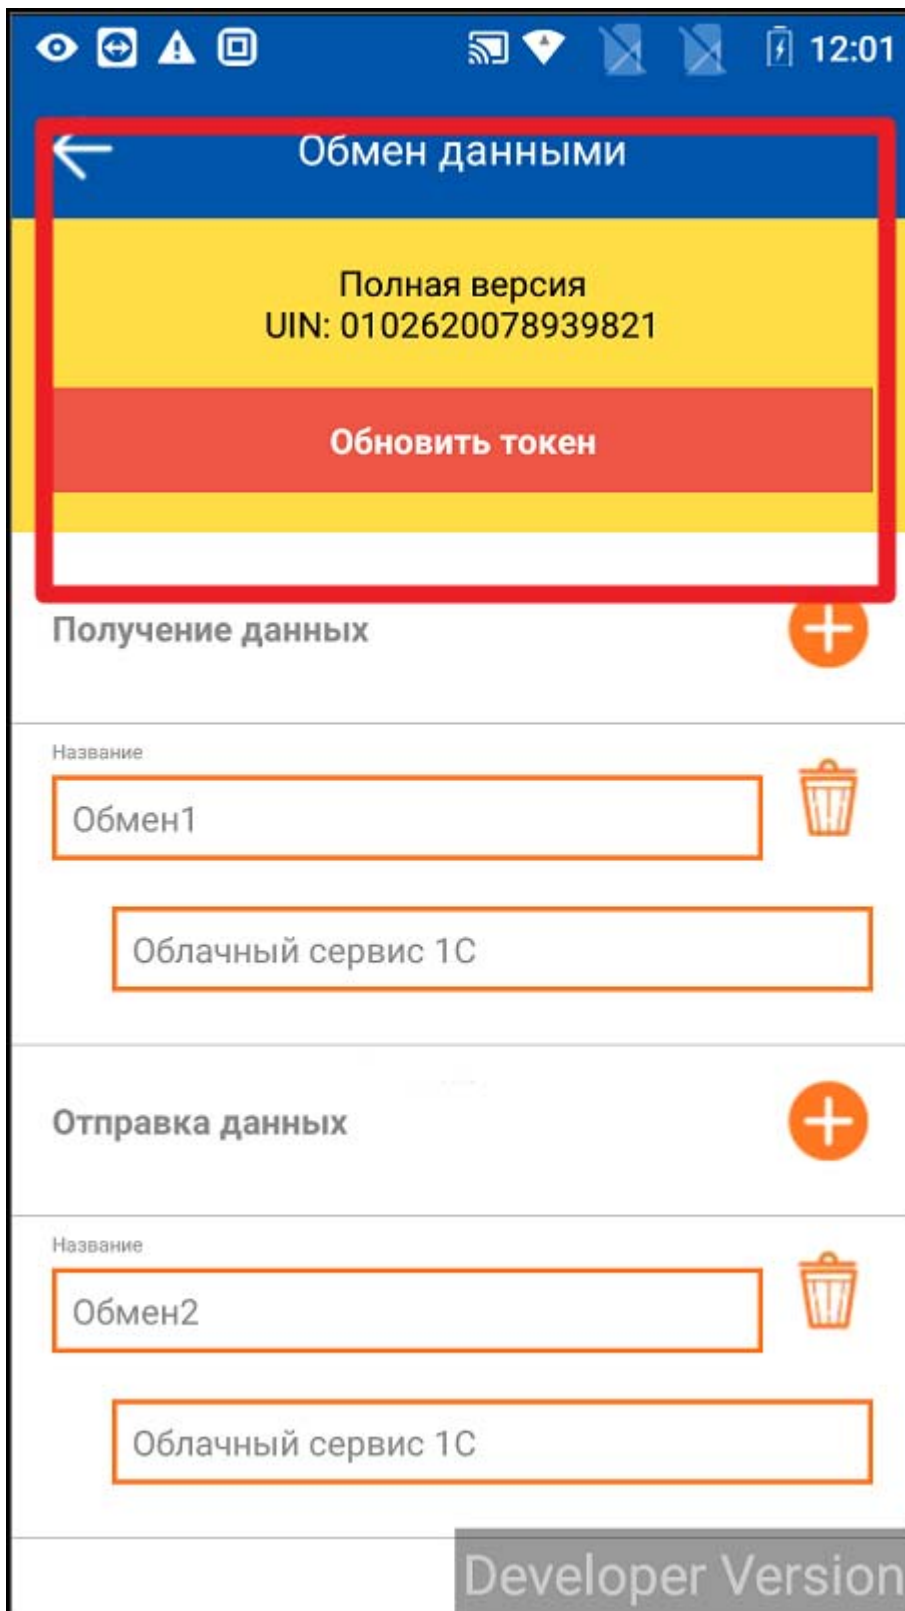 12:01
Обмен данными
Полная версия
UIN: 0102620078939821
Обновить токен
Получение данных
Название
Обмен1
Облачный сервис 1С
Отправка данных
Название
Обмен2
Облачный сервис 1С
Developer Version